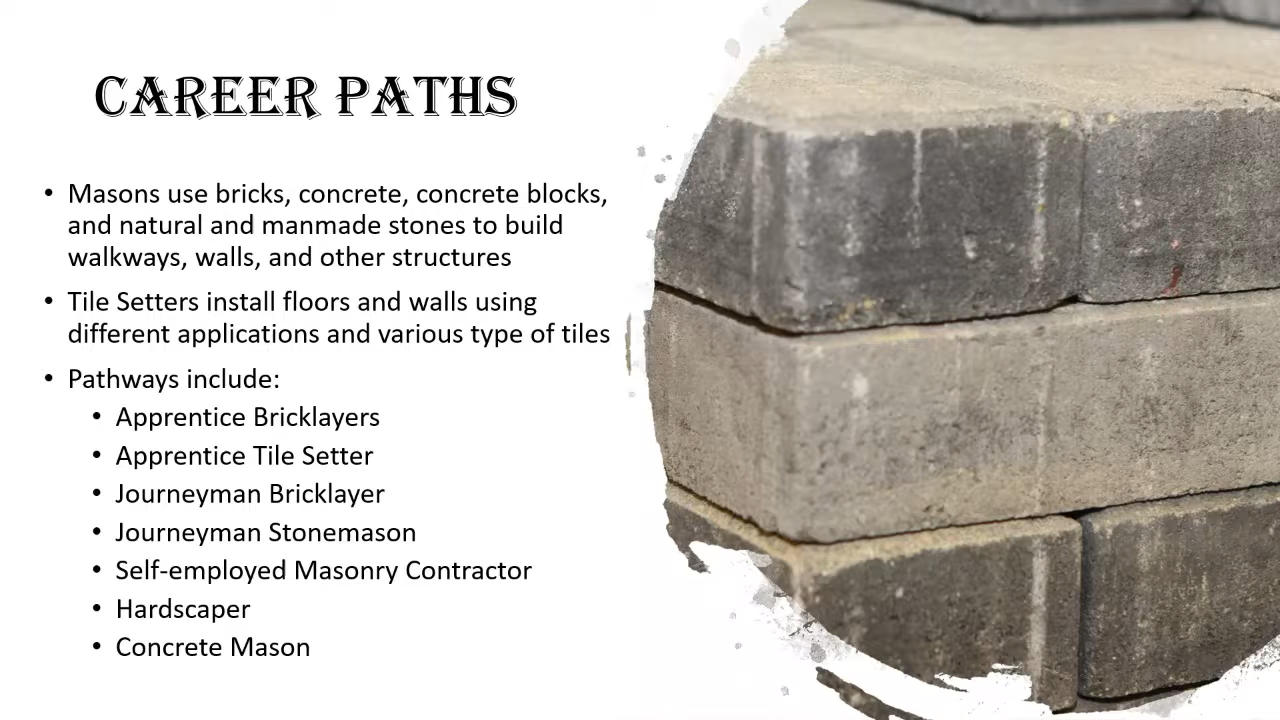 CAREER PATHS
• Masons use bricks, concrete, concrete blocks,
and natural and manmade stones to build
walkways, walls, and other structures
• Tile Setters install floors and walls using
different applications and various type of tiles
• Pathways include:
• Apprentice Bricklayers
• Apprentice Tile Setter
• Journeyman Bricklayer
• Journeyman Stonemason
• Self-employed Masonry Contractor
• Hardscaper
• Concrete Mason